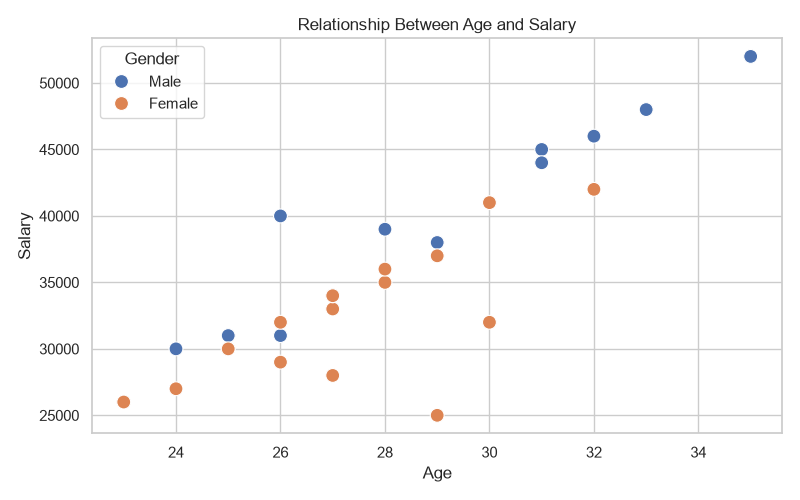 Relationship Between Age and Salary
Gender
Male
Female
Salary
50000
45000
40000
35000
30000
25000
24 26 28 30 32 34
Age